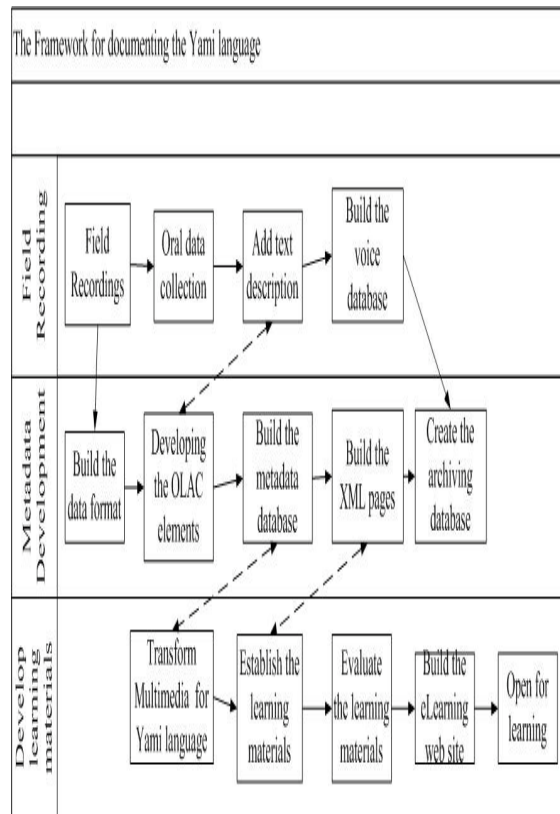 The Framework for documenting the Yami language
Field
Recording
Field
Recordings
Oral data
collection
Add text
description
Build the
voice
database
Metadata
Development
Build the
data format
Developing
the OLAC
elements
Build the
metadata
database
Build the
XML pages
Create the
archiving
database
Develop
learning
materials
Transform
Multimedia for
Yami language
Establish the
learning
materials
Evaluate
the learning
materials
Build the
eLearning
web site
Open for
learning